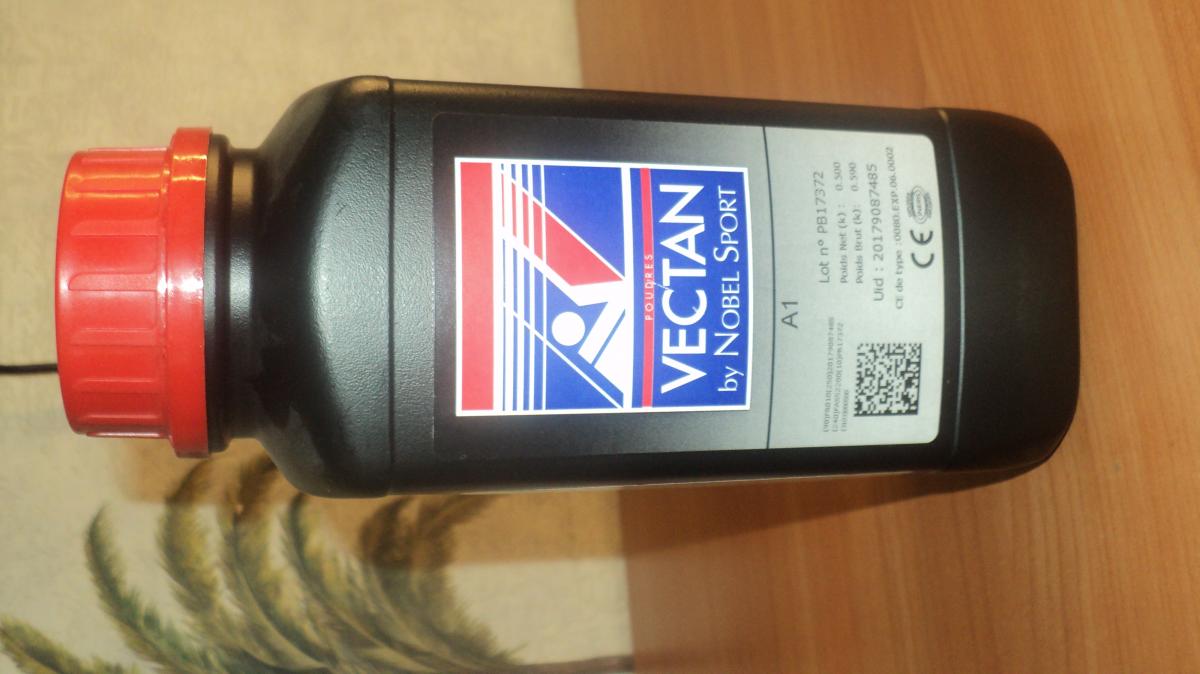 POUDRES
VECTAN
by NOBEL SPORT
A1
Lot nº PB17372
Poids Net (k) : 0.500
Poids Brut (k): 0.590
Uid : 20179087485
CE de type : 0080.EXP.06.0002
CE